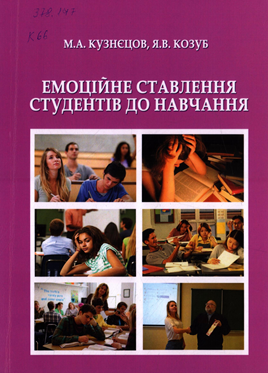 М.А. КУЗНЄЦОВ, Я.В. КОЗУБ
ЕМОЦІЙНЕ СТАВЛЕННЯ
СТУДЕНТІВ ДО НАВЧАННЯ